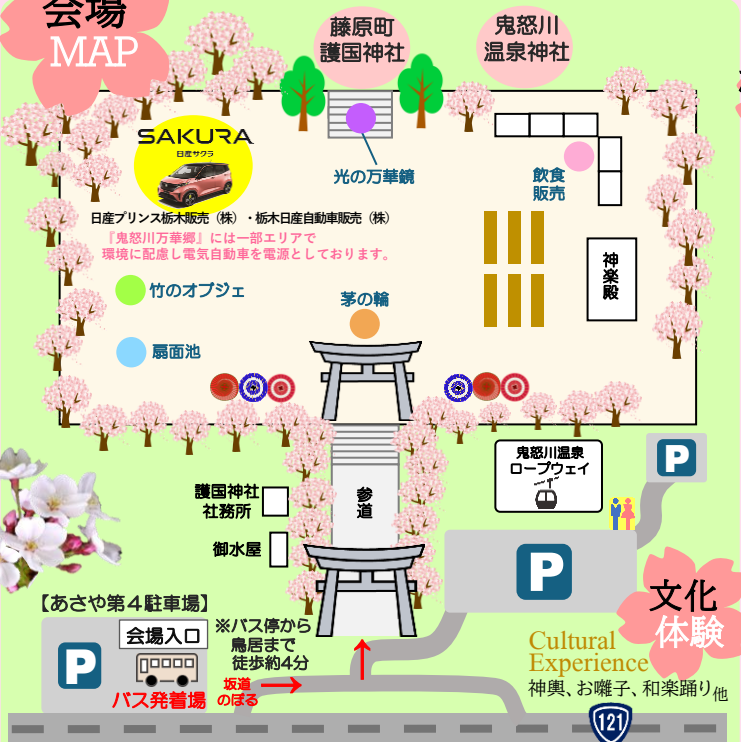 会場
MAP
藤原町
護国神社
鬼怒川
温泉神社
SAKURA
日産サクラ
光の万華鏡
飲食
販売
日産プリンス栃木販売(株)・栃木日産自動車販売(株)
『鬼怒川万華郷』には一部エリアで
環境に配慮し電気自動車を電源としております。
神楽殿
竹のオブジェ
茅の輪
扇面池
鬼怒川温泉
ロープウェイ
P
護国神社
社務所
参道
御水屋
P
【あさや第4駐車場】
会場入口
P
バス発着場
※バス停から
鳥居まで
徒歩約4分
坂道
のぼる
文化
体験
Cultural
Experience
神輿、お囃子、和楽踊り他
121